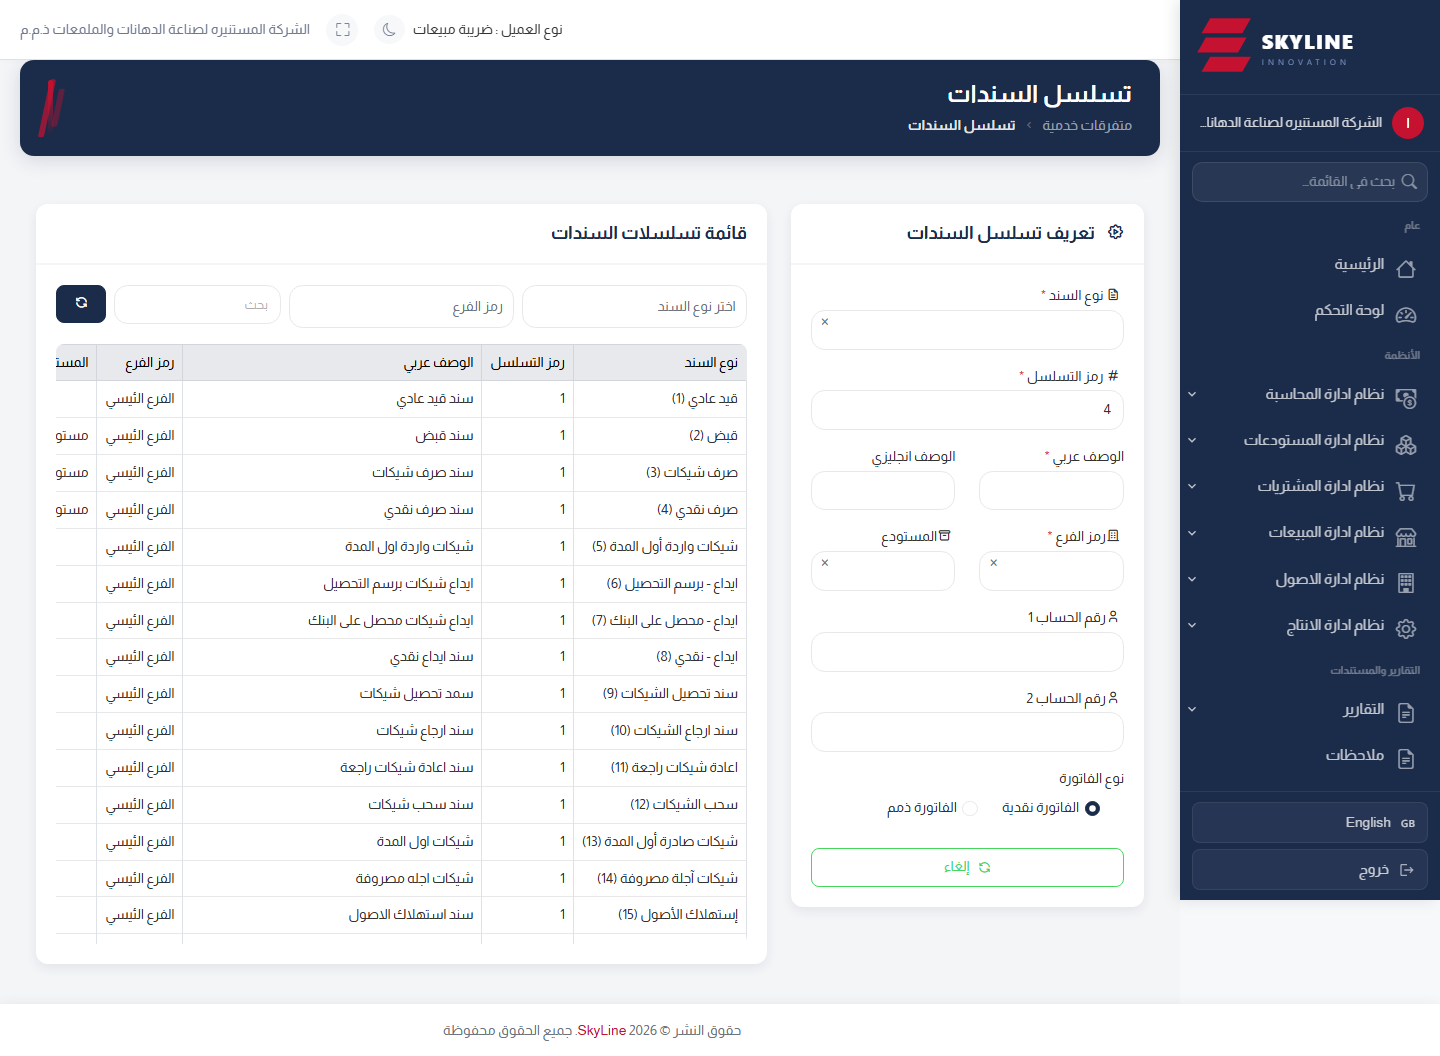 SKYLINE
INNOVATION
ا
الشركة المستنيره لصناعة الدهانا...
بحث في القائمة...
عام
الرئيسية
لوحة التحكم
الأنظمة
نظام ادارة المحاسبة
نظام ادارة المستودعات
نظام ادارة المشتريات
نظام ادارة المبيعات
نظام ادارة الاصول
نظام ادارة الانتاج
التقارير والمستندات
التقارير
ملاحظات
GB English
خروج
نوع العميل : ضريبة مبيعات
الشركة المستنيره لصناعة الدهانات والملمعات ذ.م.م
تسلسل السندات
متفرقات خدمية › تسلسل السندات
تعريف تسلسل السندات
نوع السند *
×
# رمز التسلسل *
4
الوصف عربي * الوصف انجليزي
رمز الفرع * المستودع
× ×
رقم الحساب 1
رقم الحساب 2
نوع الفاتورة
الفاتورة نقدية الفاتورة ذمم
إلغاء
قائمة تسلسلات السندات
اختر نوع السند رمز الفرع بحث
نوع السند رمز التسلسل الوصف عربي رمز الفرع المست
قيد عادي (1) 1 سند قيد عادي الفرع الئيسي
قبض (2) 1 سند قبض الفرع الئيسي مستو
صرف شيكات (3) 1 سند صرف شيكات الفرع الئيسي مستو
صرف نقدي (4) 1 سند صرف نقدي الفرع الئيسي مستو
شيكات واردة أول المدة (5) 1 شيكات واردة اول المدة الفرع الئيسي
ايداع - برسم التحصيل (6) 1 ايداع شيكات برسم التحصيل الفرع الئيسي
ايداع - محصل على البنك (7) 1 ايداع شيكات محصل على البنك الفرع الئيسي
ايداع - نقدي (8) 1 سند ايداع نقدي الفرع الئيسي
سند تحصيل الشيكات (9) 1 سمد تحصيل شيكات الفرع الئيسي
سند ارجاع الشيكات (10) 1 سند ارجاع شيكات الفرع الئيسي
اعادة شيكات راجعة (11) 1 سند اعادة شيكات راجعة الفرع الئيسي
سحب الشيكات (12) 1 سند سحب شيكات الفرع الئيسي
شيكات صادرة أول المدة (13) 1 شيكات اول المدة الفرع الئيسي
شيكات آجلة مصروفة (14) 1 شيكات اجله مصروفة الفرع الئيسي
إستهلاك الأصول (15) 1 سند استهلاك الاصول الفرع الئيسي
حقوق النشر © 2026 SkyLine. جميع الحقوق محفوظة